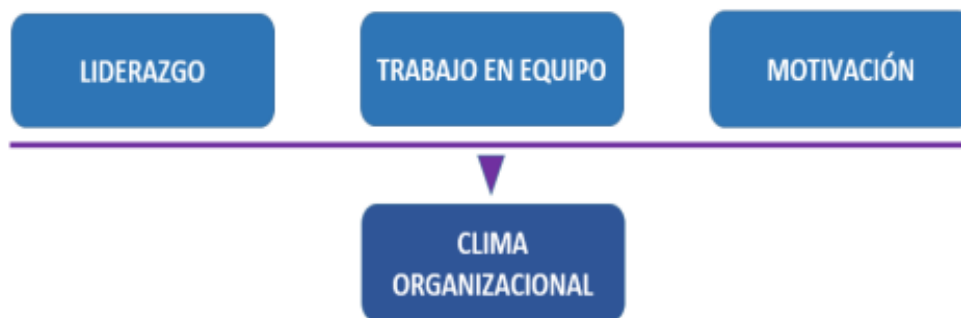 LIDERAZGO
TRABAJO EN EQUIPO
MOTIVACIÓN
CLIMA
ORGANIZACIONAL